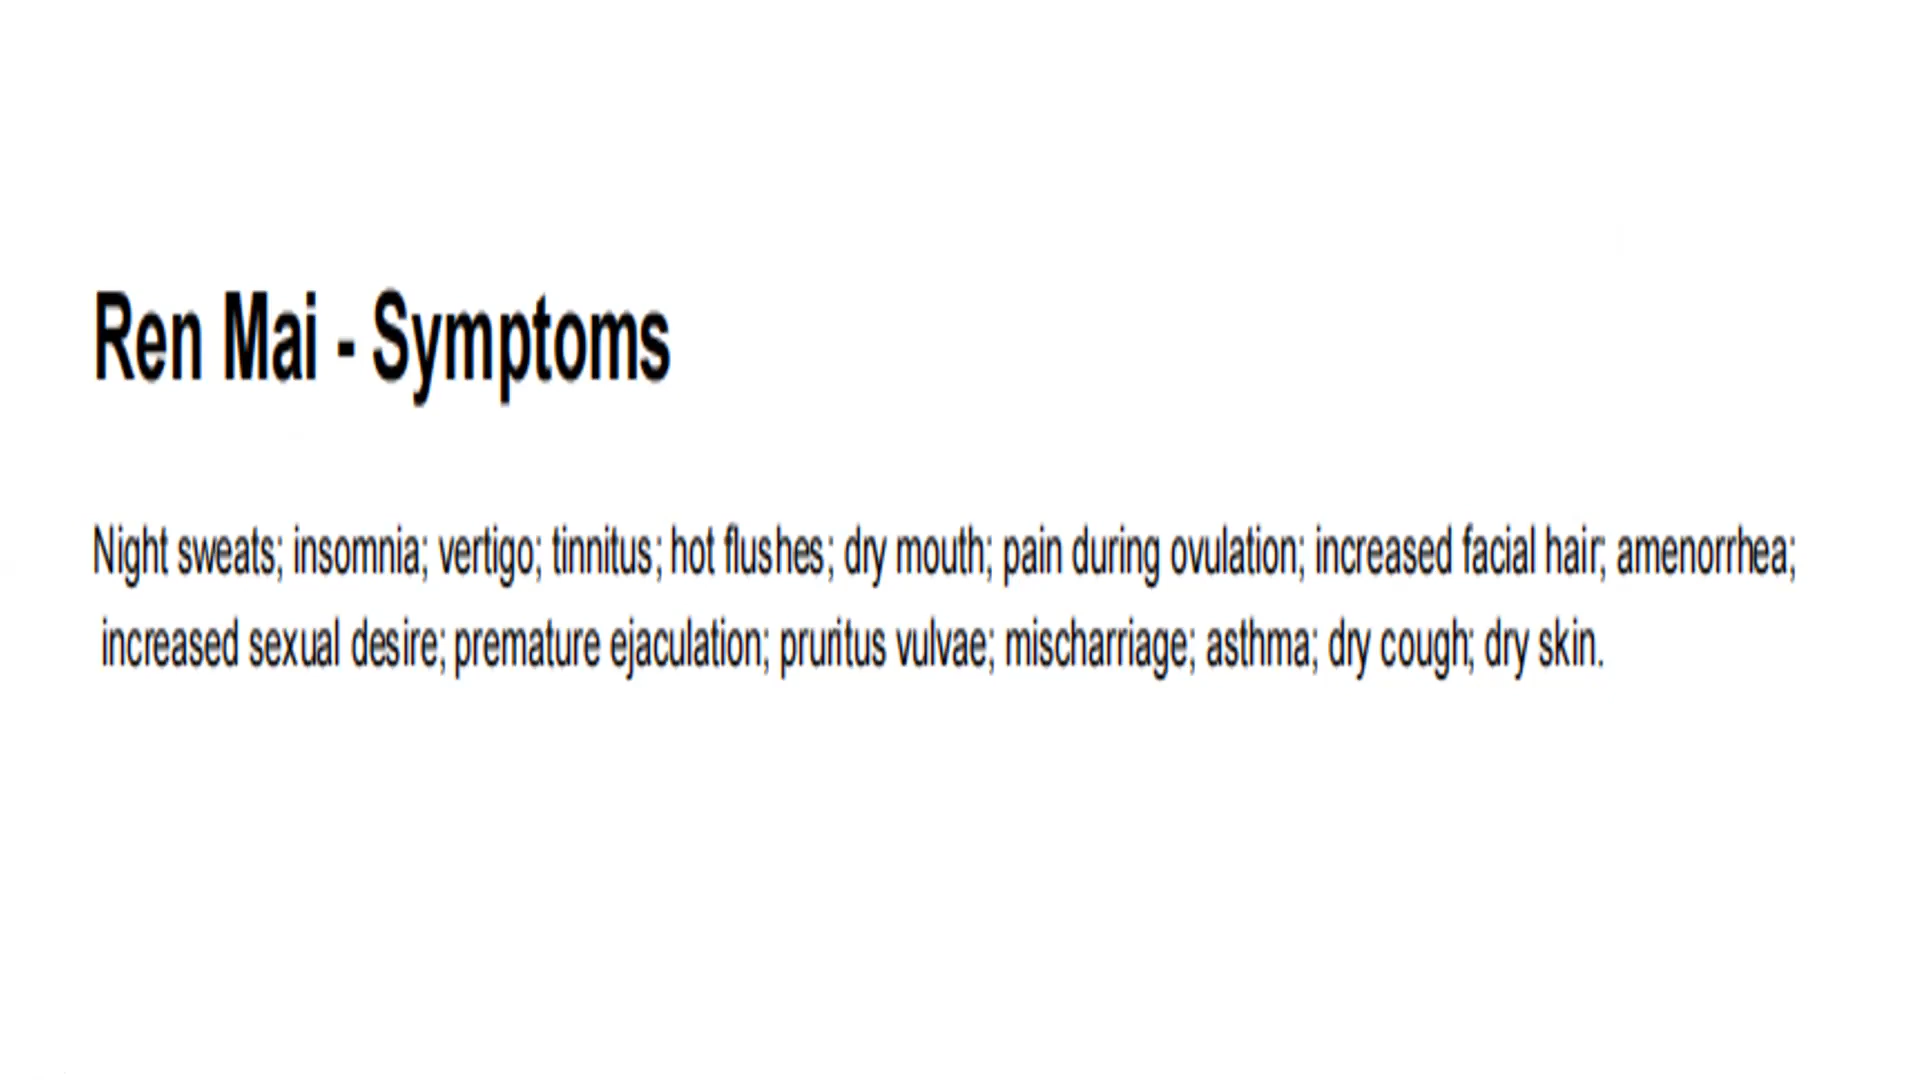 Ren Mai - Symptoms
Night sweats; insomnia; vertigo; tinnitus; hot flushes; dry mouth; pain during ovulation; increased facial hair; amenorrhea;
increased sexual desire; premature ejaculation; pruritus vulvae; mischarriage; asthma; dry cough; dry skin.